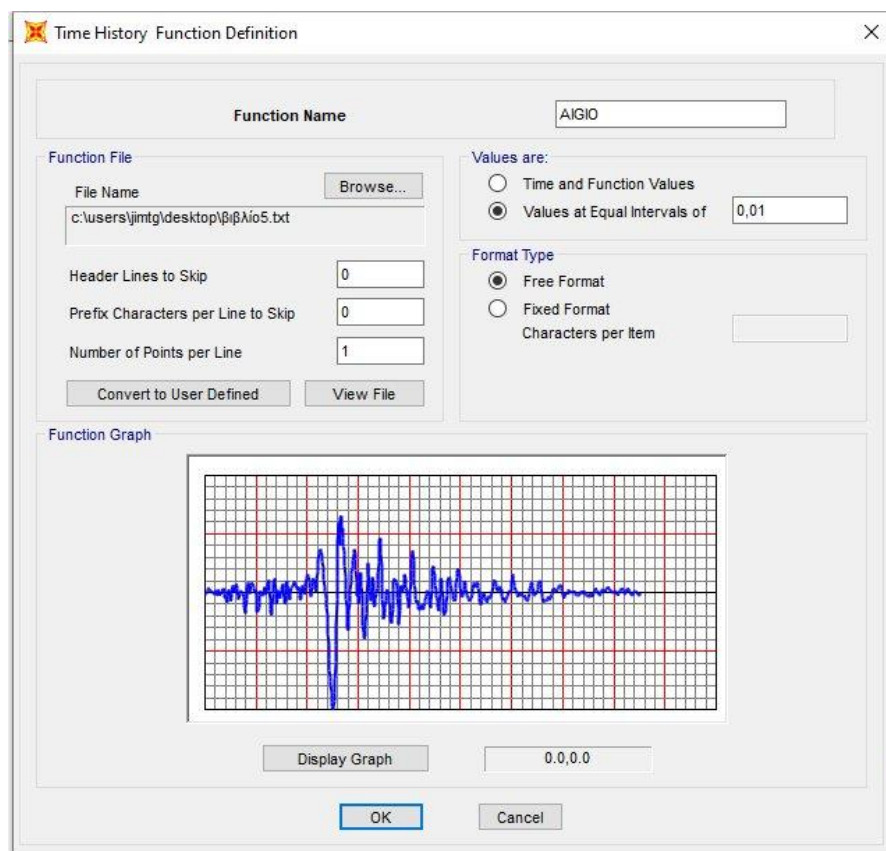 Time History Function Definition
Function Name
AIGIO
Function File
File Name
Browse...
c:\users\jimtg\desktop\βιβλίο5.txt
Header Lines to Skip
0
Prefix Characters per Line to Skip
0
Number of Points per Line
1
Convert to User Defined
View File
Values are:
Time and Function Values
Values at Equal Intervals of
0,01
Format Type
Free Format
Fixed Format
Characters per Item
Function Graph
Display Graph
0.0,0.0
OK
Cancel